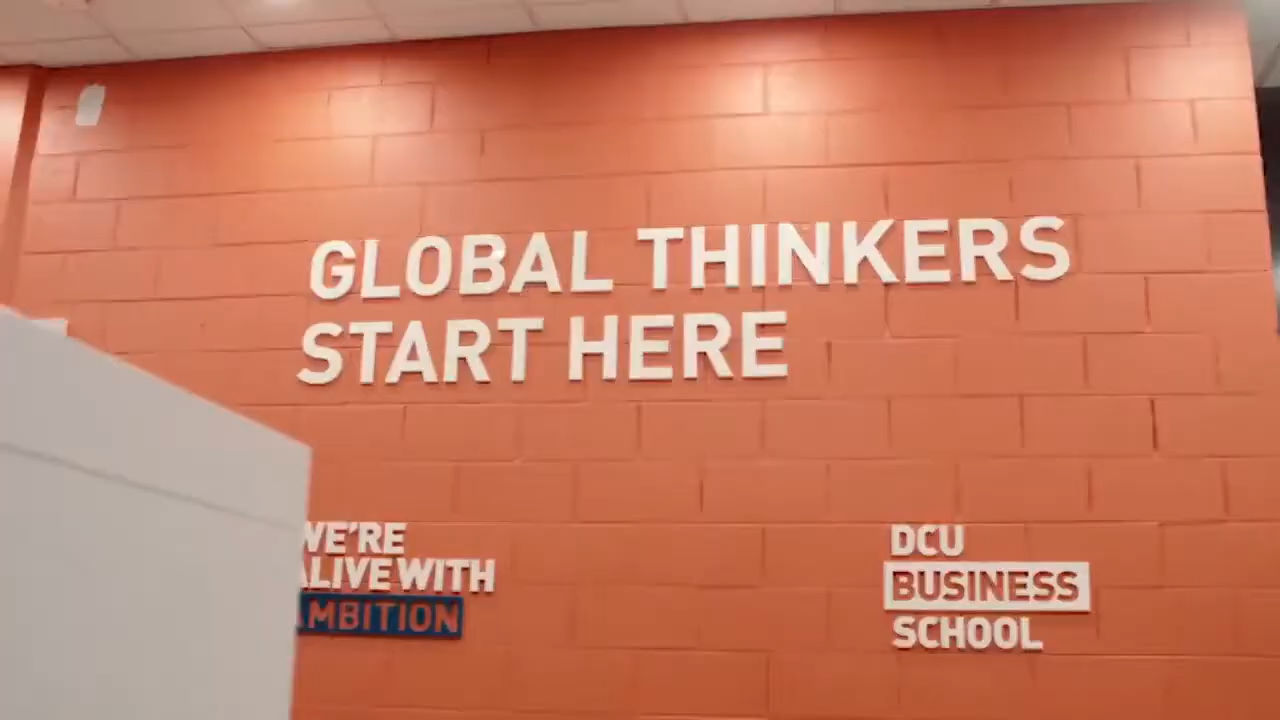 GLOBAL THINKERS
START HERE
WE'RE
ALIVE WITH
AMBITION
DCU
BUSINESS
SCHOOL